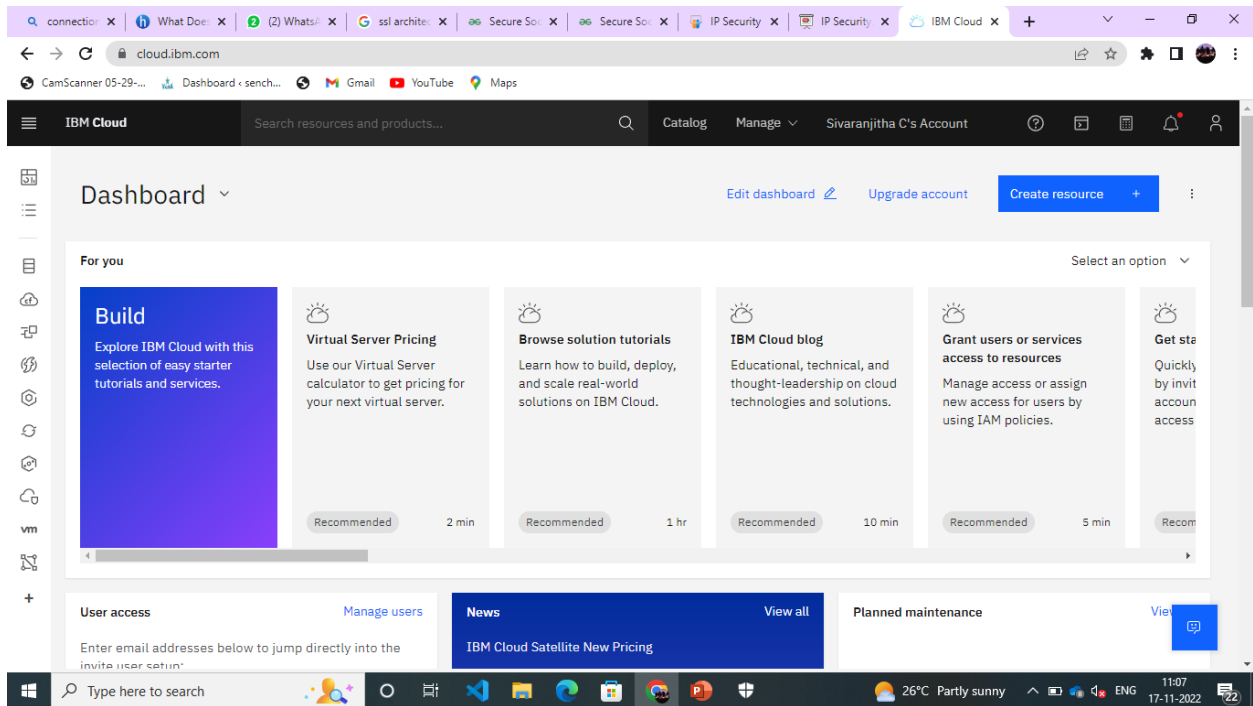 connection
What Does
(2) WhatsA
ssl architec
Secure Soc
Secure Soc
IP Security
IP Security
IBM Cloud
cloud.ibm.com
CamScanner 05-29-...
Dashboard ‹ sench...
Gmail
YouTube
Maps
IBM Cloud
Search resources and products...
Catalog
Manage
Sivaranjitha C's Account
Dashboard
Edit dashboard
Upgrade account
Create resource +
For you
Select an option
Build
Explore IBM Cloud with this
selection of easy starter
tutorials and services.
Virtual Server Pricing
Use our Virtual Server
calculator to get pricing for
your next virtual server.
Recommended
2 min
Browse solution tutorials
Learn how to build, deploy,
and scale real-world
solutions on IBM Cloud.
Recommended
1 hr
IBM Cloud blog
Educational, technical, and
thought-leadership on cloud
technologies and solutions.
Recommended
10 min
Grant users or services
access to resources
Manage access or assign
new access for users by
using IAM policies.
Recommended
5 min
Get sta
Quickly
by invit
accoun
access
Recom
vm
User access
Manage users
Enter email addresses below to jump directly into the
invite user setup:
News
View all
IBM Cloud Satellite New Pricing
Planned maintenance
Vie
Type here to search
26°C Partly sunny
ENG
11:07
17-11-2022
22